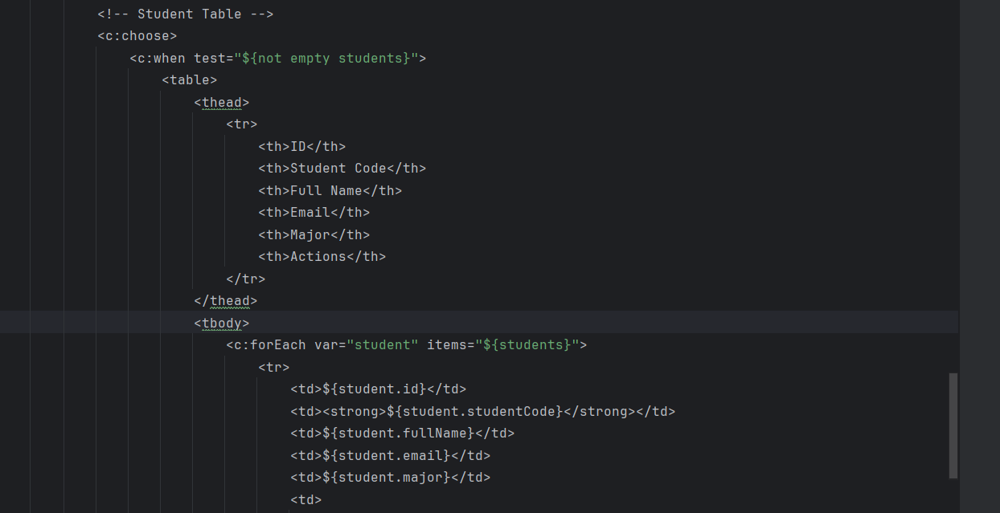 <!-- Student Table -->
<c:choose>
<c:when test="${not empty students}">
<table>
<thead>
<tr>
<th>ID</th>
<th>Student Code</th>
<th>Full Name</th>
<th>Email</th>
<th>Major</th>
<th>Actions</th>
</tr>
</thead>
<tbody>
<c:forEach var="student" items="${students}">
<tr>
<td>${student.id}</td>
<td><strong>${student.studentCode}</strong></td>
<td>${student.fullName}</td>
<td>${student.email}</td>
<td>${student.major}</td>
<td>